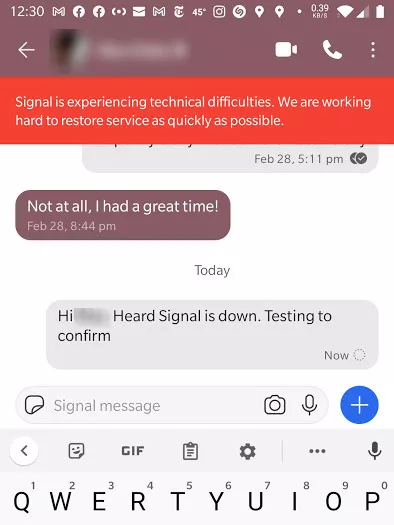 12:30 45° 0.39
KB/S
Signal is experiencing technical difficulties. We are working
hard to restore service as quickly as possible.
Feb 28, 5:11 pm
Not at all, I had a great time!
Feb 28, 8:44 pm
Today
Hi Heard Signal is down. Testing to
confirm
Now
Signal message
GIF
1 2 3 4 5 6 7 8 9 0
Q W E R T Y U I O P